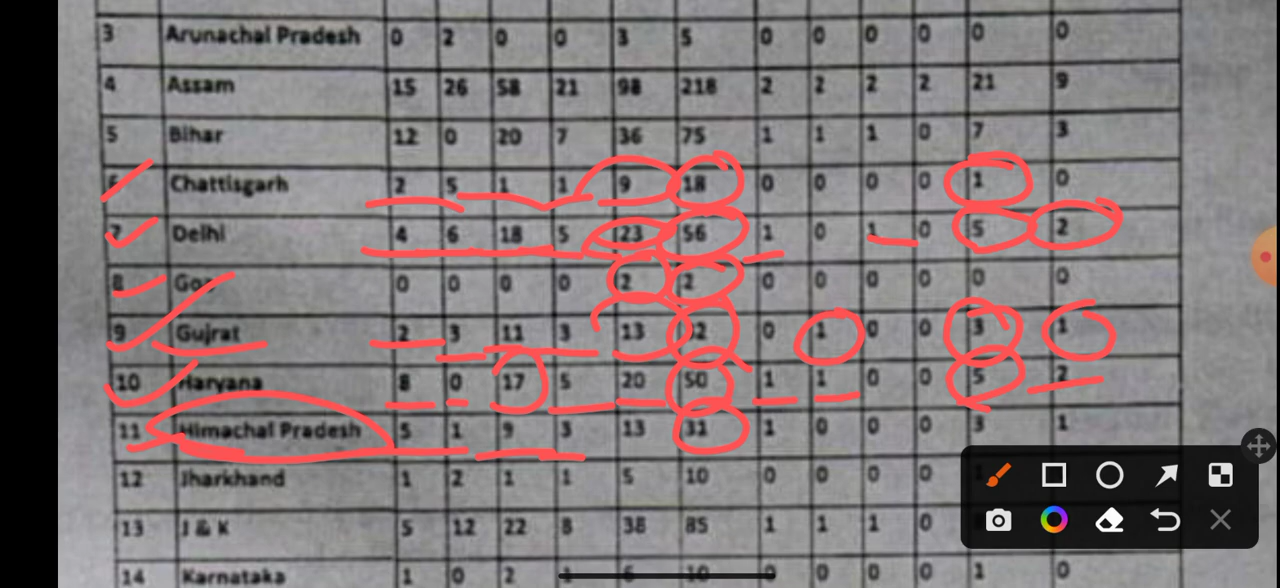 3 Arunachal Pradesh 0 2 0 0 3 5 0 0 0 0 0 0
4 Assam 15 26 58 21 98 218 2 2 2 2 21 9
5 Bihar 12 0 20 7 36 75 1 1 1 0 7 3
6 Chattisgarh 2 5 1 1 9 18 0 0 0 0 1 0
7 Delhi 4 6 18 5 23 56 1 0 1 0 5 2
8 Goa 0 0 0 0 2 2 0 0 0 0 0 0
9 Gujrat 2 3 11 3 13 32 0 1 0 0 3 1
10 Haryana 8 0 17 5 20 50 1 1 0 0 5 2
11 Himachal Pradesh 5 1 9 3 13 31 1 0 0 0 3 1
12 Jharkhand 1 2 1 1 5 10 0 0 0 0
13 J & K 5 12 22 8 38 85 1 1 1 0
14 Karnataka 1 0 2 1 6 10 0 0 0 0 1 0